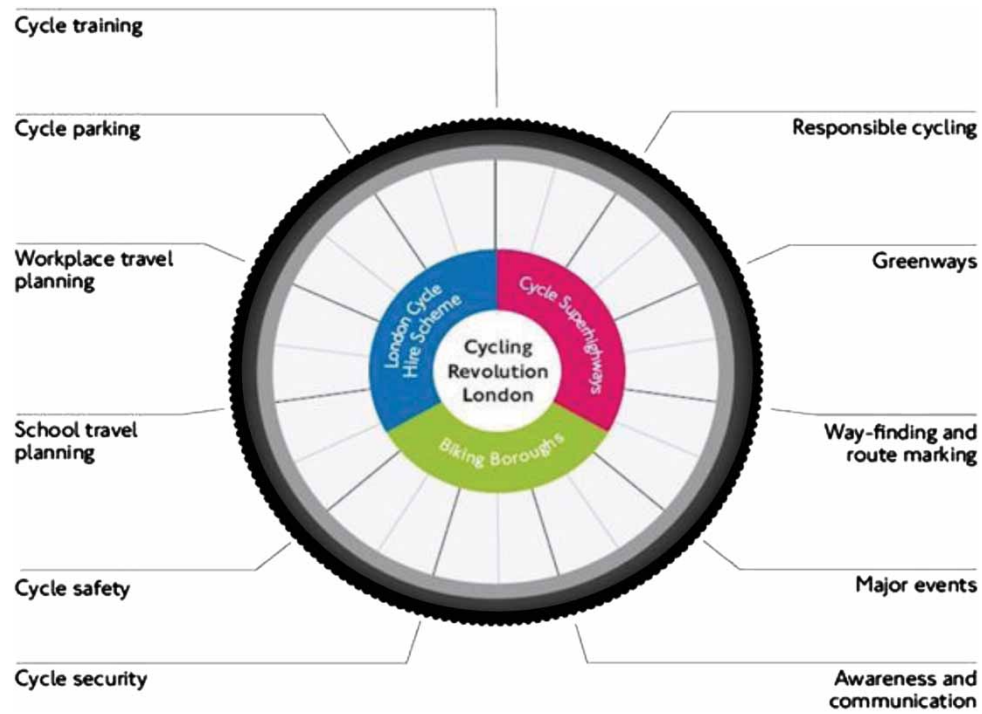 Cycle training
Cycle parking
Workplace travel
planning
School travel
planning
Cycle safety
Cycle security
Responsible cycling
Greenways
Way-finding and
route marking
Major events
Awareness and
communication
London Cycle
Hire Scheme
Cycle Superhighways
Biking Boroughs
Cycling
Revolution
London